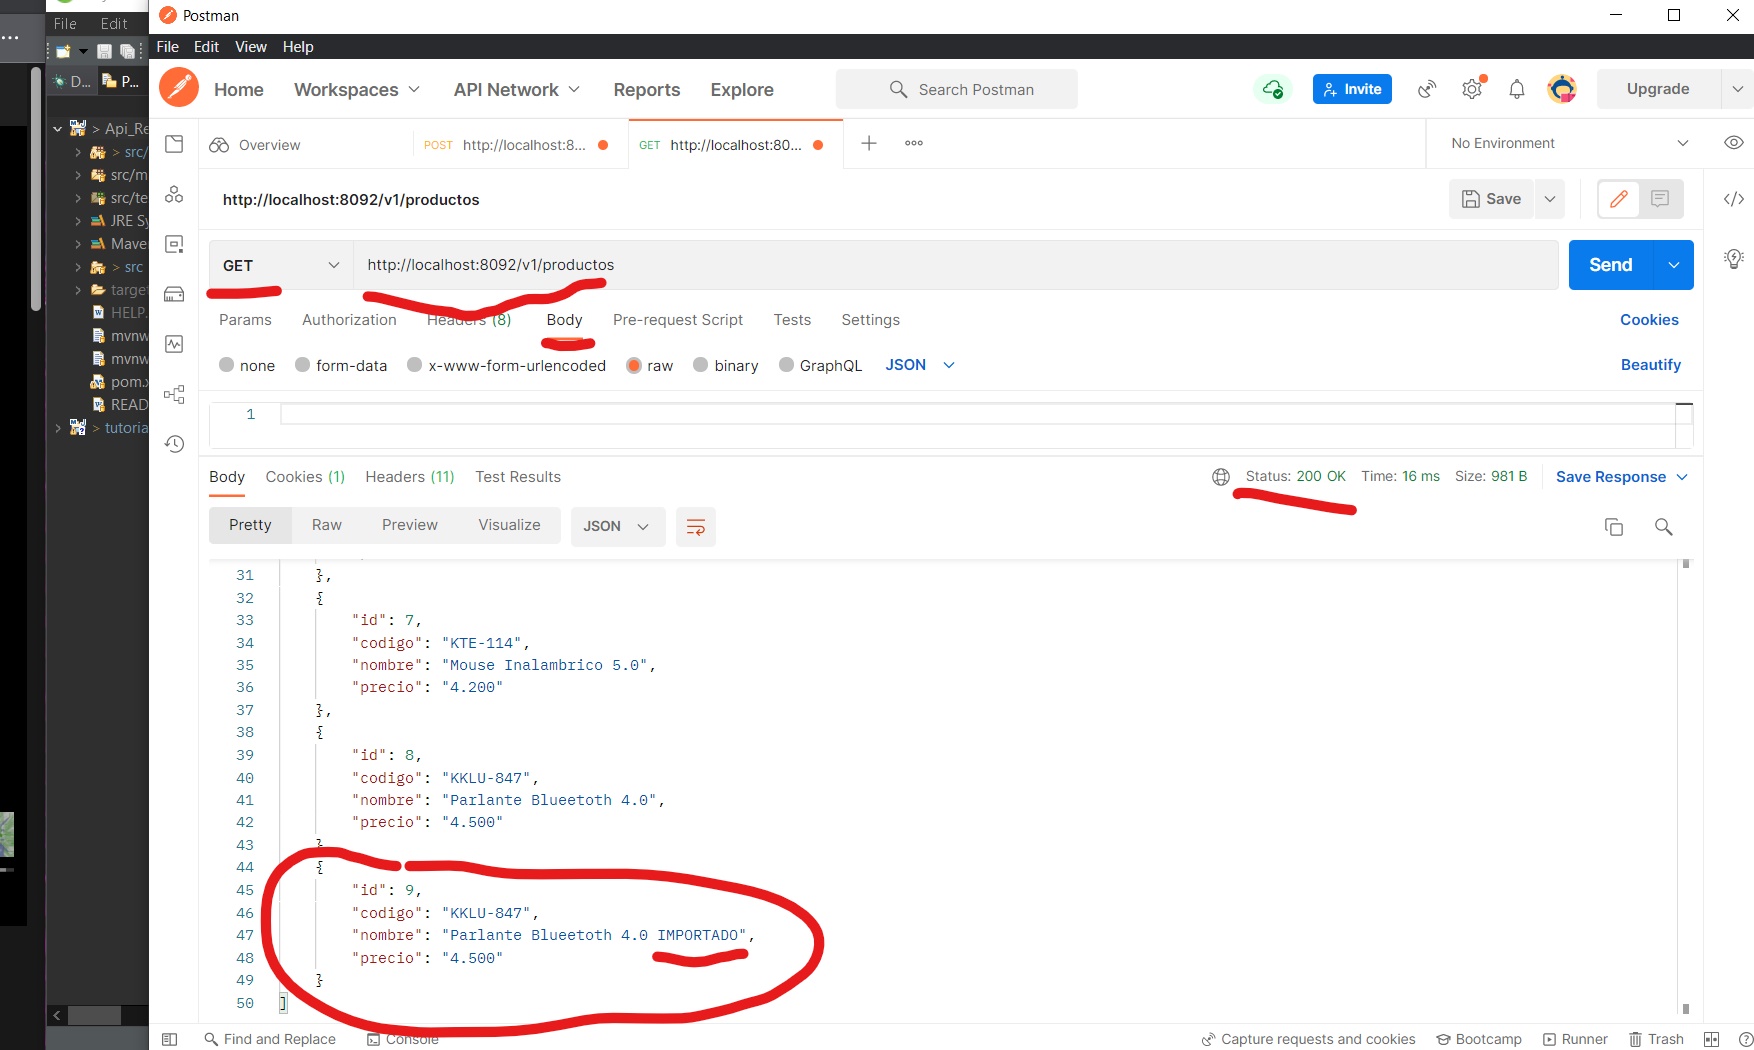 Postman
File Edit
File Edit View Help
Home Workspaces API Network Reports Explore Search Postman Invite Upgrade
D... P...
Overview POST http://localhost:8... GET http://localhost:80... No Environment
> Api_Re
> src/
src/m
src/te
JRE Sy
Maven
> src
target
HELP.
mvnw
mvnw
pom.x
READ
> tutoria
http://localhost:8092/v1/productos Save
GET http://localhost:8092/v1/productos Send
Params Authorization Headers (8) Body Pre-request Script Tests Settings Cookies
none form-data x-www-form-urlencoded raw binary GraphQL JSON Beautify
1
Body Cookies (1) Headers (11) Test Results Status: 200 OK Time: 16 ms Size: 981 B Save Response
Pretty Raw Preview Visualize JSON
31 },
32 {
33 "id": 7,
34 "codigo": "KTE-114",
35 "nombre": "Mouse Inalambrico 5.0",
36 "precio": "4.200"
37 },
38 {
39 "id": 8,
40 "codigo": "KKLU-847",
41 "nombre": "Parlante Blueetoth 4.0",
42 "precio": "4.500"
43 },
44 {
45 "id": 9,
46 "codigo": "KKLU-847",
47 "nombre": "Parlante Blueetoth 4.0 IMPORTADO",
48 "precio": "4.500"
49 }
50 ]
Find and Replace Console Capture requests and cookies Bootcamp Runner Trash